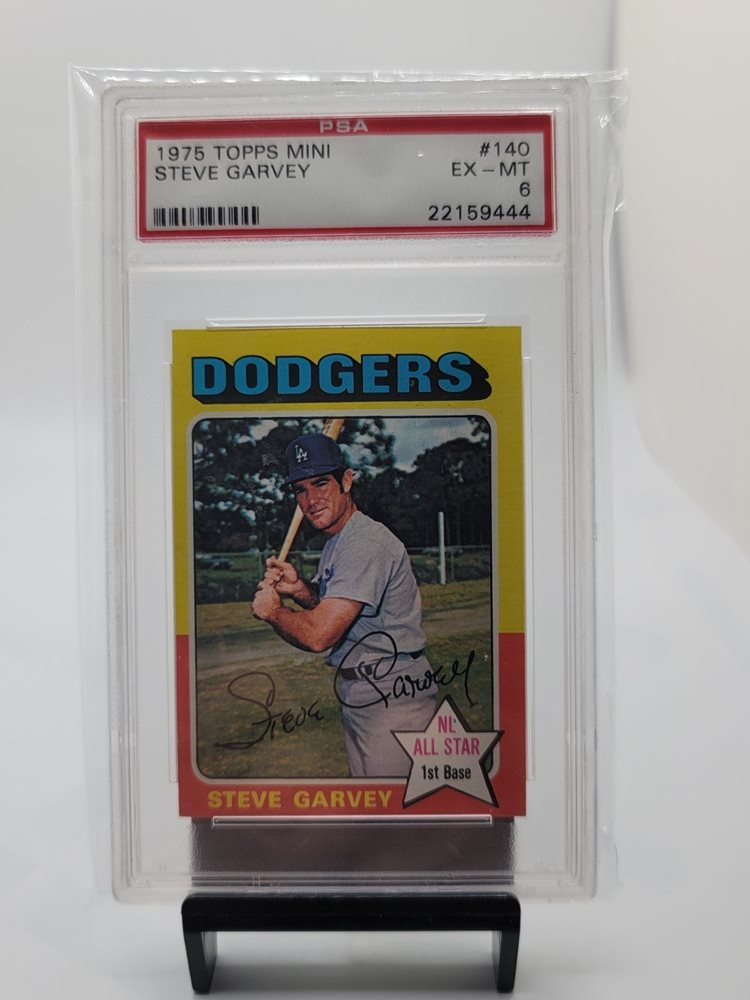 PSA
1975 TOPPS MINI #140
STEVE GARVEY EX – MT
6
22159444
DODGERS
LA
Steve Garvey
NL
ALL STAR
1st Base
STEVE GARVEY